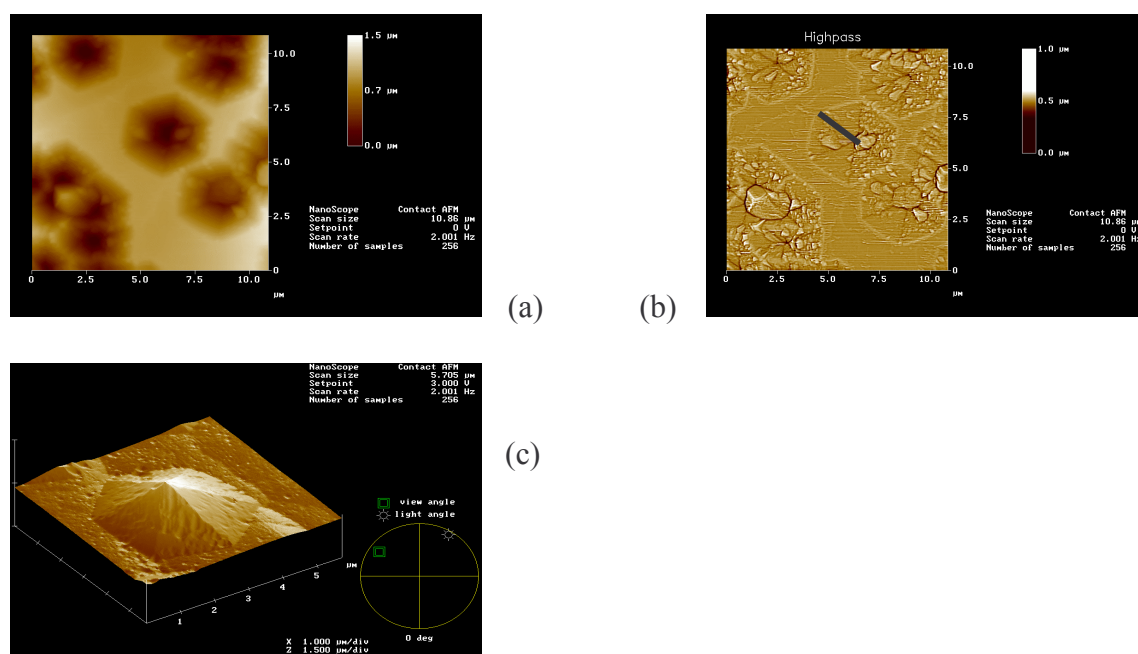 1.5 µm
10.0
0.7 µm
7.5
0.0 µm
5.0
NanoScope Contact AFM
Scan size 10.86 µm
Setpoint 0 V
Scan rate 2.001 Hz
Number of samples 256
2.5
0
0 2.5 5.0 7.5 10.0
µm
(a)
(b)
Highpass
1.0 µm
10.0
0.5 µm
7.5
0.0 µm
5.0
NanoScope Contact AFM
Scan size 10.86
Setpoint 0 V
Scan rate 2.001
Number of samples 256
2.5
0
0 2.5 5.0 7.5 10.0
µm
NanoScope Contact AFM
Scan size 5.705 µm
Setpoint 3.000 V
Scan rate 2.001 Hz
Number of samples 256
(c)
view angle
light angle
µm
1 2 3 4 5
0 deg
X 1.000 µm/div
Z 1.500 µm/div